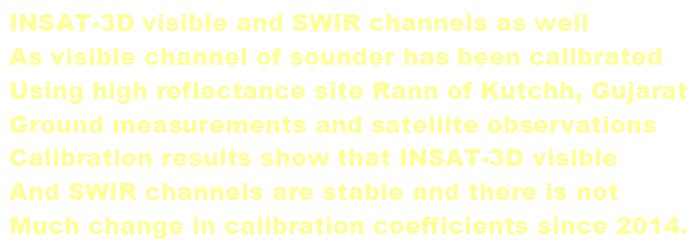 INSAT-3D visible and SWIR channels as well
As visible channel of sounder has been calibrated
Using high reflectance site Rann of Kutchh, Gujarat
Ground measurements and satellite observations
Calibration results show that INSAT-3D visible
And SWIR channels are stable and there is not
Much change in calibration coefficients since 2014.